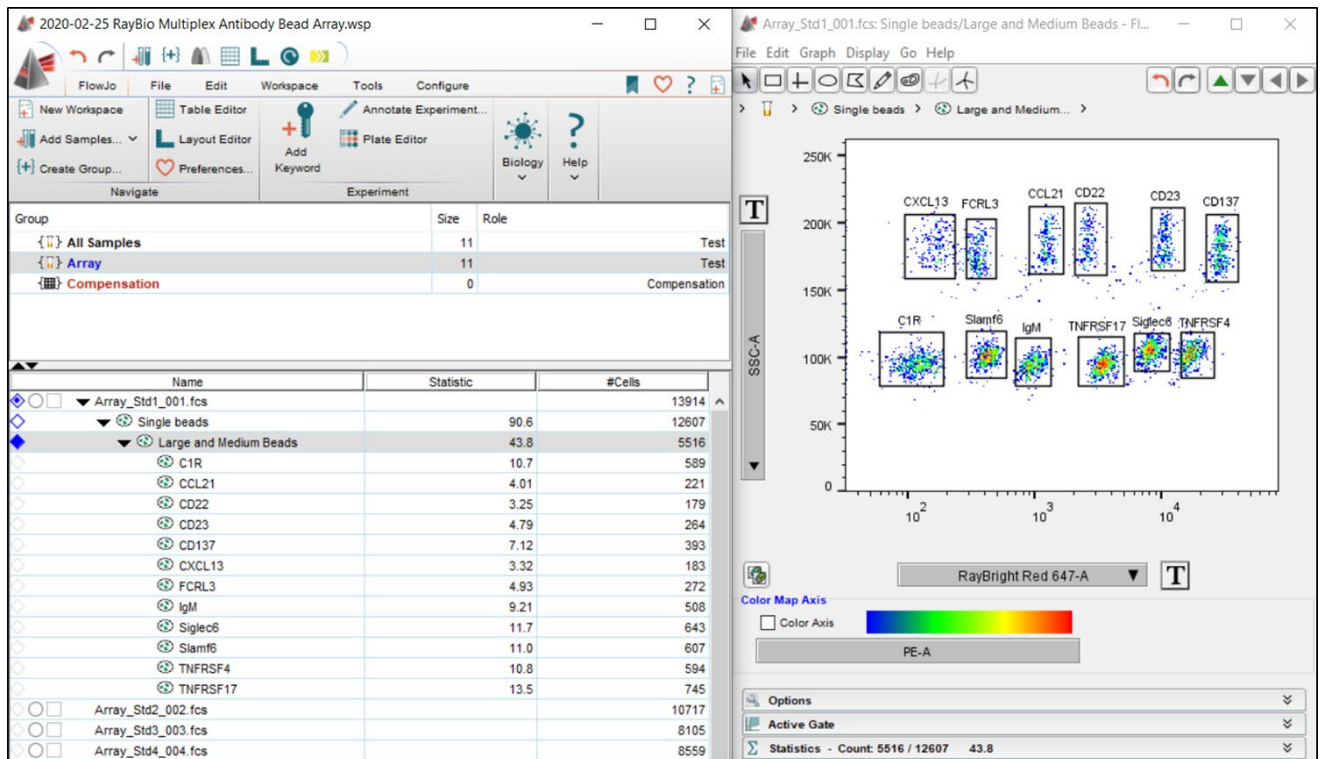 2020-02-25 RayBio Multiplex Antibody Bead Array.wsp
FlowJo File Edit Workspace Tools Configure
New Workspace
Add Samples...
Create Group...
Navigate
Table Editor
Layout Editor
Preferences...
Add
Keyword
Annotate Experiment...
Plate Editor
Experiment
Biology
Help
Group Size Role
{} All Samples 11 Test
{} Array 11 Test
{} Compensation 0 Compensation
Name Statistic #Cells
Array_Std1_001.fcs 13914
Single beads 90.6 12607
Large and Medium Beads 43.8 5516
C1R 10.7 589
CCL21 4.01 221
CD22 3.25 179
CD23 4.79 264
CD137 7.12 393
CXCL13 3.32 183
FCRL3 4.93 272
IgM 9.21 508
Siglec6 11.7 643
Slamf6 11.0 607
TNFRSF4 10.8 594
TNFRSF17 13.5 745
Array_Std2_002.fcs 10717
Array_Std3_003.fcs 8105
Array_Std4_004.fcs 8559
Array_Std1_001.fcs: Single beads/Large and Medium Beads - Fl...
File Edit Graph Display Go Help
> > Single beads > Large and Medium... >
T
SSC-A
250K
200K
150K
100K
50K
0
CXCL13 FCRL3 CCL21 CD22 CD23 CD137
C1R Slamf6 IgM TNFRSF17 Siglec6 TNFRSF4
10^2 10^3 10^4
RayBright Red 647-A T
Color Map Axis
Color Axis
PE-A
Options
Active Gate
Σ Statistics - Count: 5516 / 12607 43.8